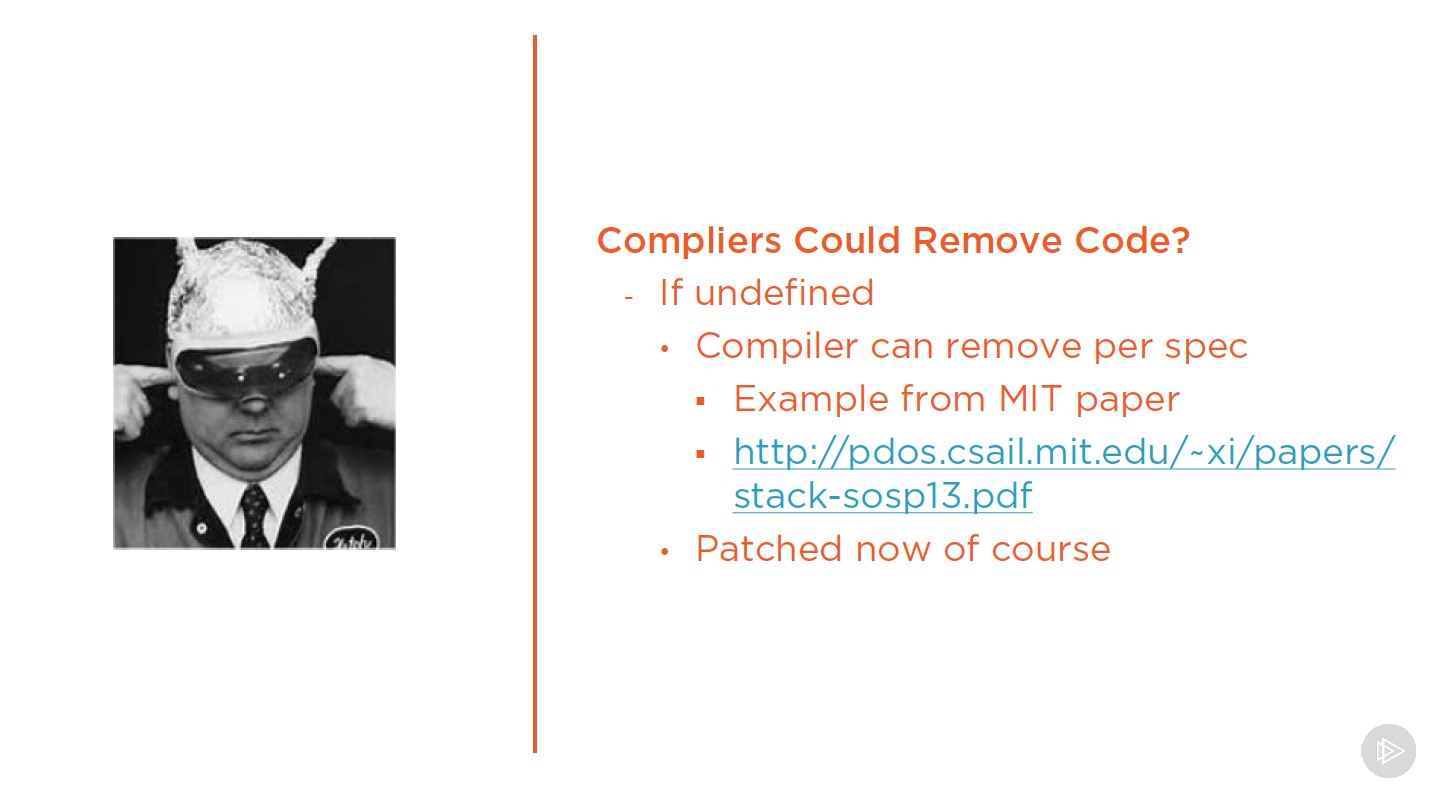 Compliers Could Remove Code?
- If undefined
• Compiler can remove per spec
▪ Example from MIT paper
▪ http://pdos.csail.mit.edu/~xi/papers/
stack-sosp13.pdf
• Patched now of course